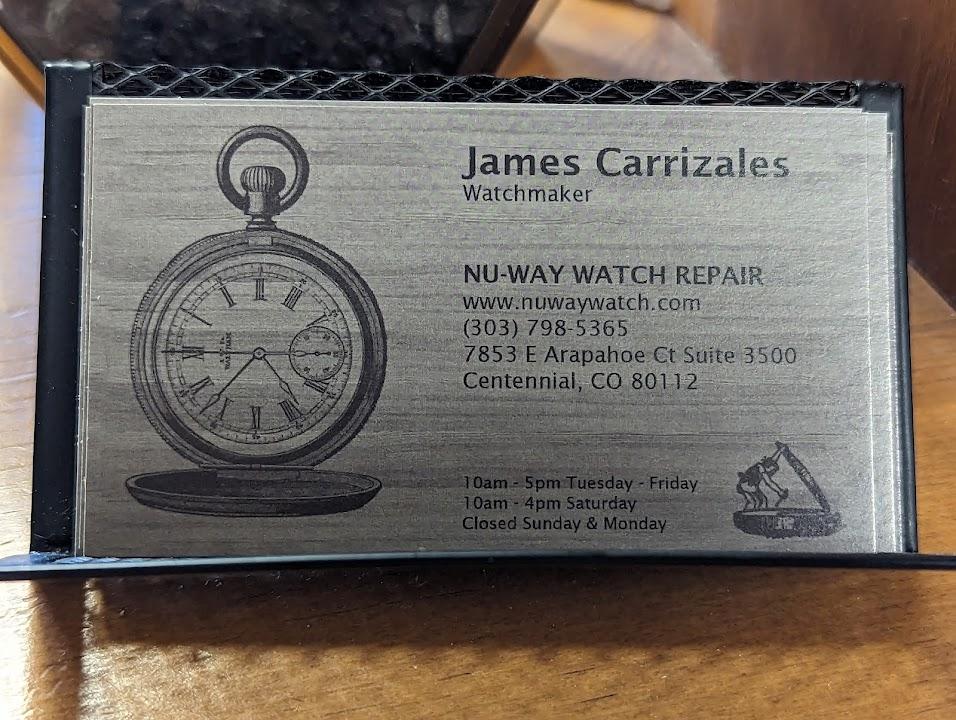 James Carrizales
Watchmaker
NU-WAY WATCH REPAIR
www.nuwaywatch.com
(303) 798-5365
7853 E Arapahoe Ct Suite 3500
Centennial, CO 80112
10am - 5pm Tuesday - Friday
10am - 4pm Saturday
Closed Sunday & Monday